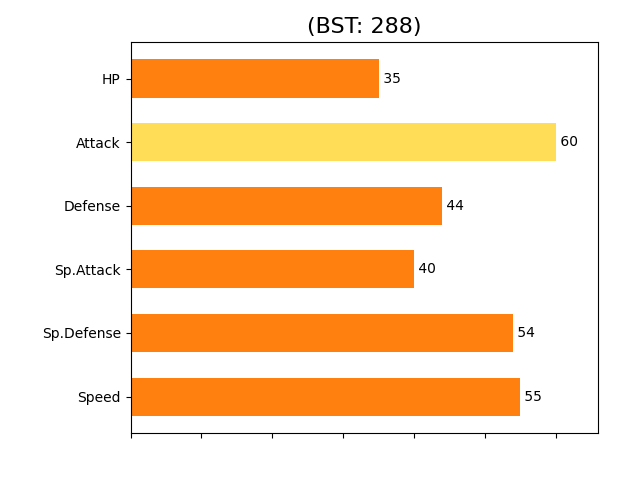 (BST: 288)
HP 35
Attack 60
Defense 44
Sp.Attack 40
Sp.Defense 54
Speed 55